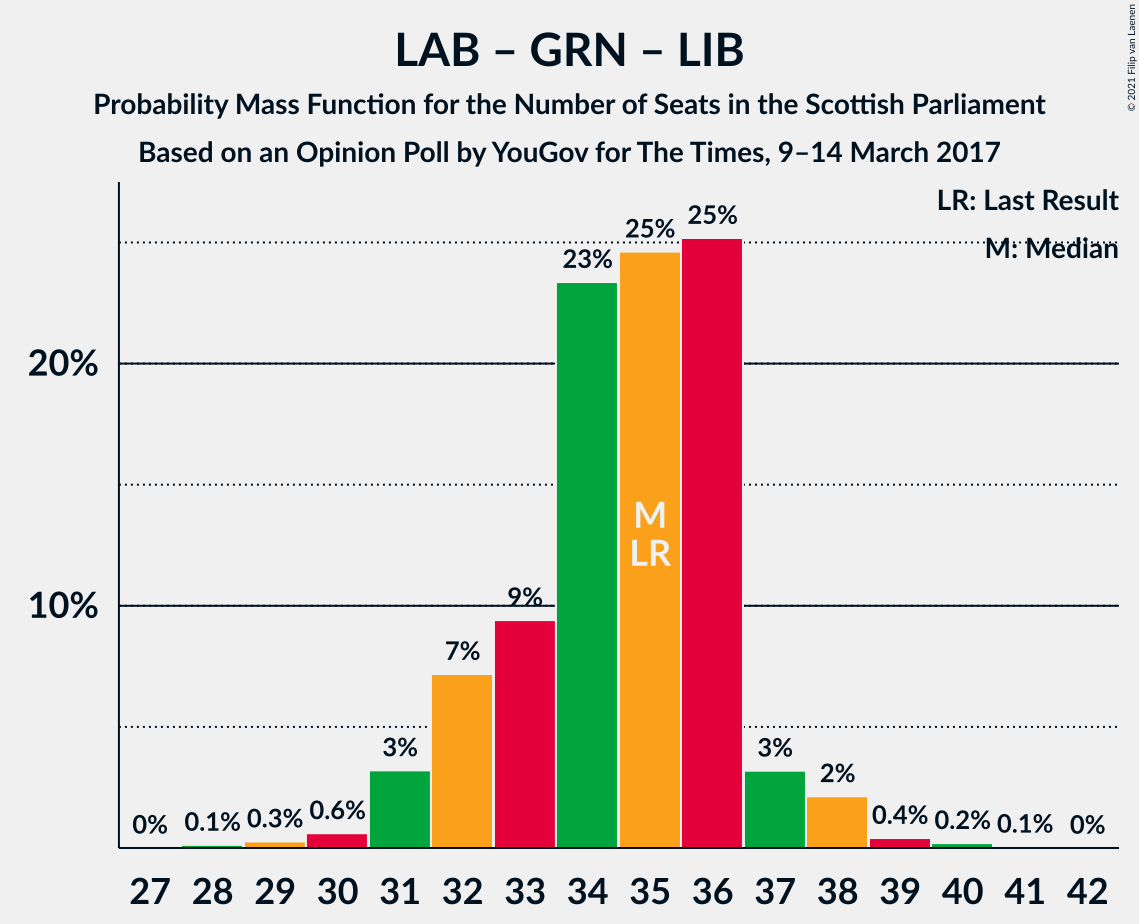 LAB – GRN – LIB
Probability Mass Function for the Number of Seats in the Scottish Parliament
Based on an Opinion Poll by YouGov for The Times, 9–14 March 2017
© 2021 Filip van Laenen
LR: Last Result
M: Median
20%
10%
0%
0.1%
0.3%
0.6%
3%
7%
9%
23%
25%
25%
3%
2%
0.4%
0.2%
0.1%
0%
M
LR
27 28 29 30 31 32 33 34 35 36 37 38 39 40 41 42